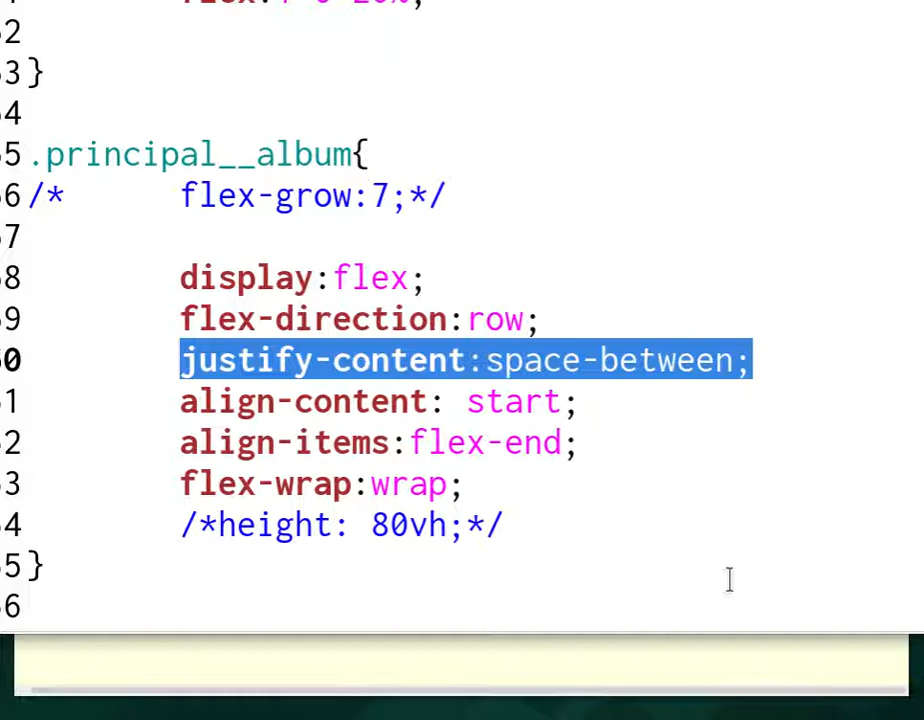 2
3}
4
5.principal__album{
6/* flex-grow:7;*/
7
8 display:flex;
9 flex-direction:row;
0 justify-content:space-between;
1 align-content: start;
2 align-items:flex-end;
3 flex-wrap:wrap;
4 /*height: 80vh;*/
5}
6